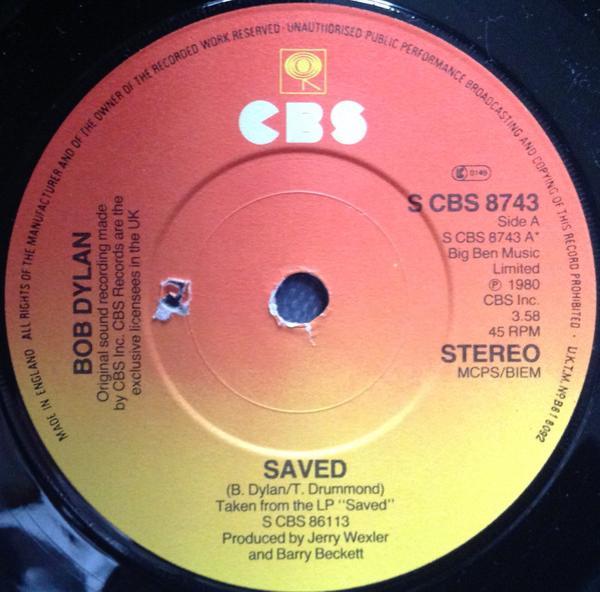 MADE IN ENGLAND ALL RIGHTS OF THE MANUFACTURER AND OF THE OWNER OF THE RECORDED WORK RESERVED · UNAUTHORISED PUBLIC PERFORMANCE BROADCASTING AND COPYING OF THIS RECORD PROHIBITED · U.K.T.M. Nº B618092
CBS
0149
S CBS 8743
Side A
S CBS 8743 A*
Big Ben Music
Limited
℗ 1980
CBS Inc.
3.58
45 RPM
STEREO
MCPS/BIEM
BOB DYLAN
Original sound recording made
by CBS Inc. CBS Records are the
exclusive licensees in the UK
SAVED
(B. Dylan/T. Drummond)
Taken from the LP "Saved"
S CBS 86113
Produced by Jerry Wexler
and Barry Beckett